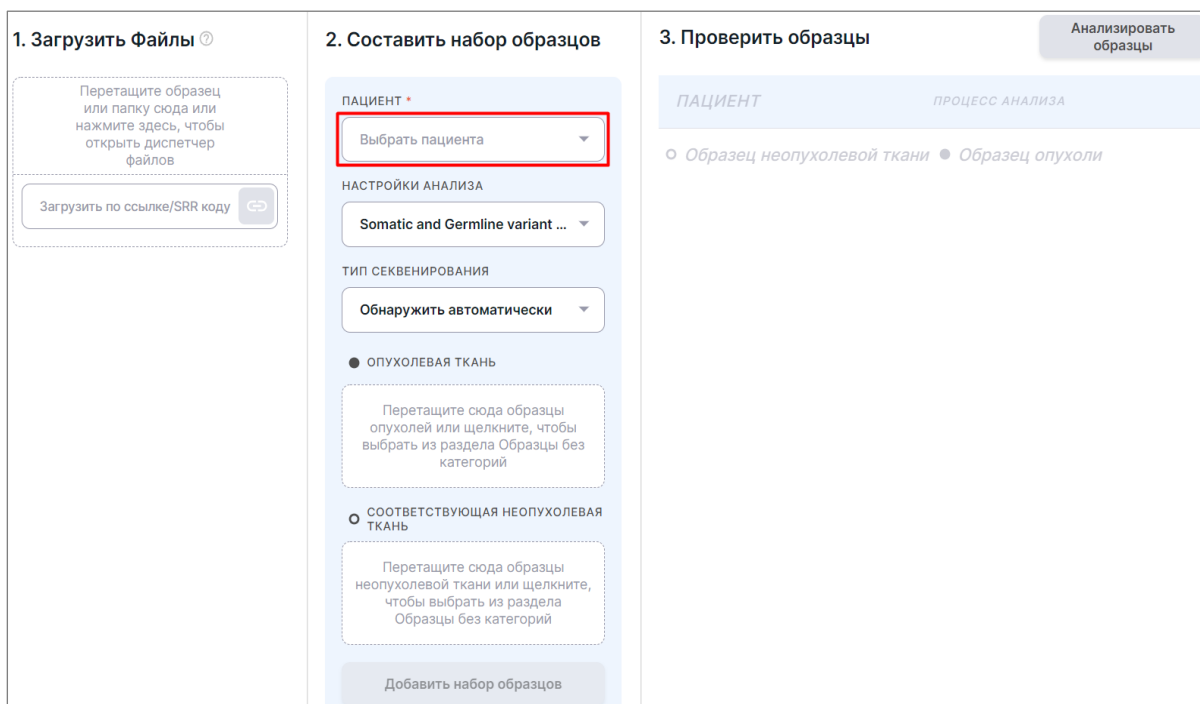 1. Загрузить Файлы ?
Перетащите образец
или папку сюда или
нажмите здесь, чтобы
открыть диспетчер
файлов
Загрузить по ссылке/SRR коду
2. Составить набор образцов
ПАЦИЕНТ *
Выбрать пациента
НАСТРОЙКИ АНАЛИЗА
Somatic and Germline variant ...
ТИП СЕКВЕНИРОВАНИЯ
Обнаружить автоматически
ОПУХОЛЕВАЯ ТКАНЬ
Перетащите сюда образцы
опухолей или щелкните, чтобы
выбрать из раздела Образцы без
категорий
СООТВЕТСТВУЮЩАЯ НЕОПУХОЛЕВАЯ
ТКАНЬ
Перетащите сюда образцы
неопухолевой ткани или щелкните,
чтобы выбрать из раздела
Образцы без категорий
Добавить набор образцов
3. Проверить образцы
Анализировать
образцы
ПАЦИЕНТ ПРОЦЕСС АНАЛИЗА
Образец неопухолевой ткани Образец опухоли